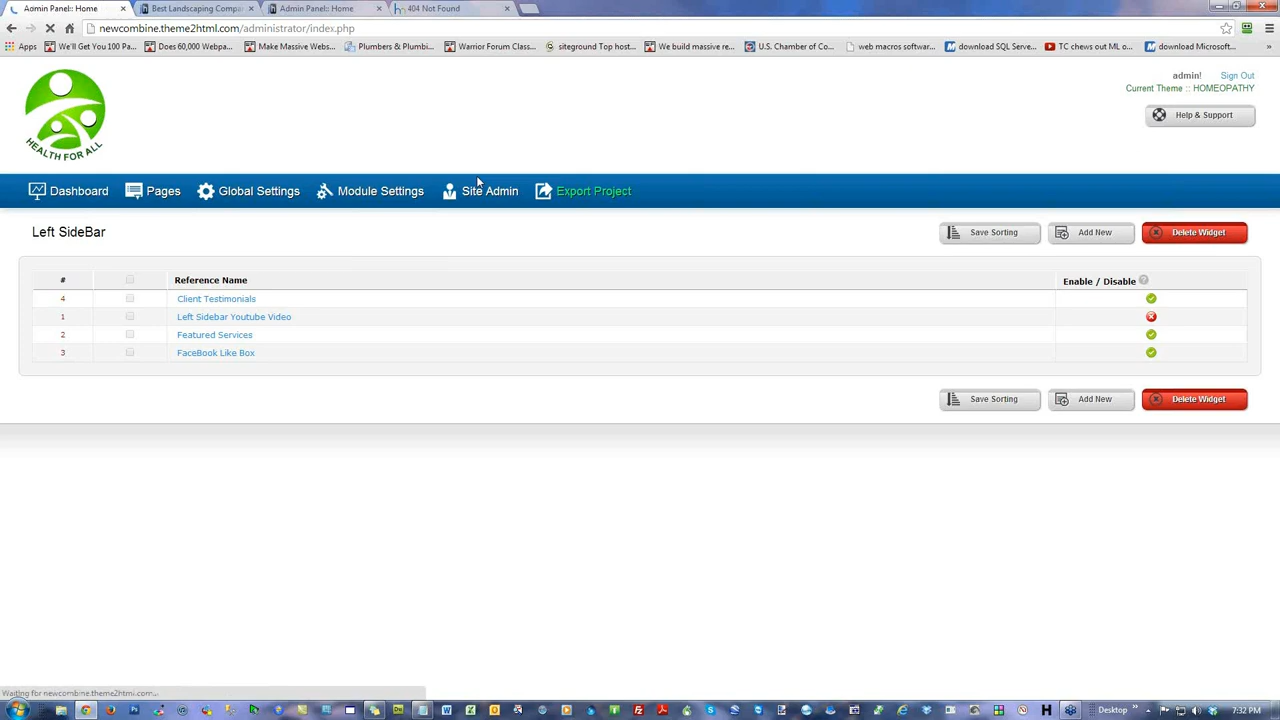 Admin Panel:: Home
Best Landscaping Compa
Admin Panel:: Home
404 Not Found
newcombine.theme2html.com/administrator/index.php
Apps
We'll Get You 100 Pa...
Does 60,000 Webpa...
Make Massive Webs...
Plumbers & Plumbi...
Warrior Forum Class...
siteground Top host...
We build massive re...
U.S. Chamber of Co...
web macros softwar...
download SQL Serve...
TC chews out ML o...
download Microsoft...
HEALTH FOR ALL
admin!
Sign Out
Current Theme :: HOMEOPATHY
Help & Support
Dashboard
Pages
Global Settings
Module Settings
Site Admin
Export Project
Left SideBar
Save Sorting
Add New
Delete Widget
# Reference Name Enable / Disable ?
4 Client Testimonials
1 Left Sidebar Youtube Video
2 Featured Services
3 FaceBook Like Box
Save Sorting
Add New
Delete Widget
Waiting for newcombine.theme2html.com...
Desktop
7:32 PM